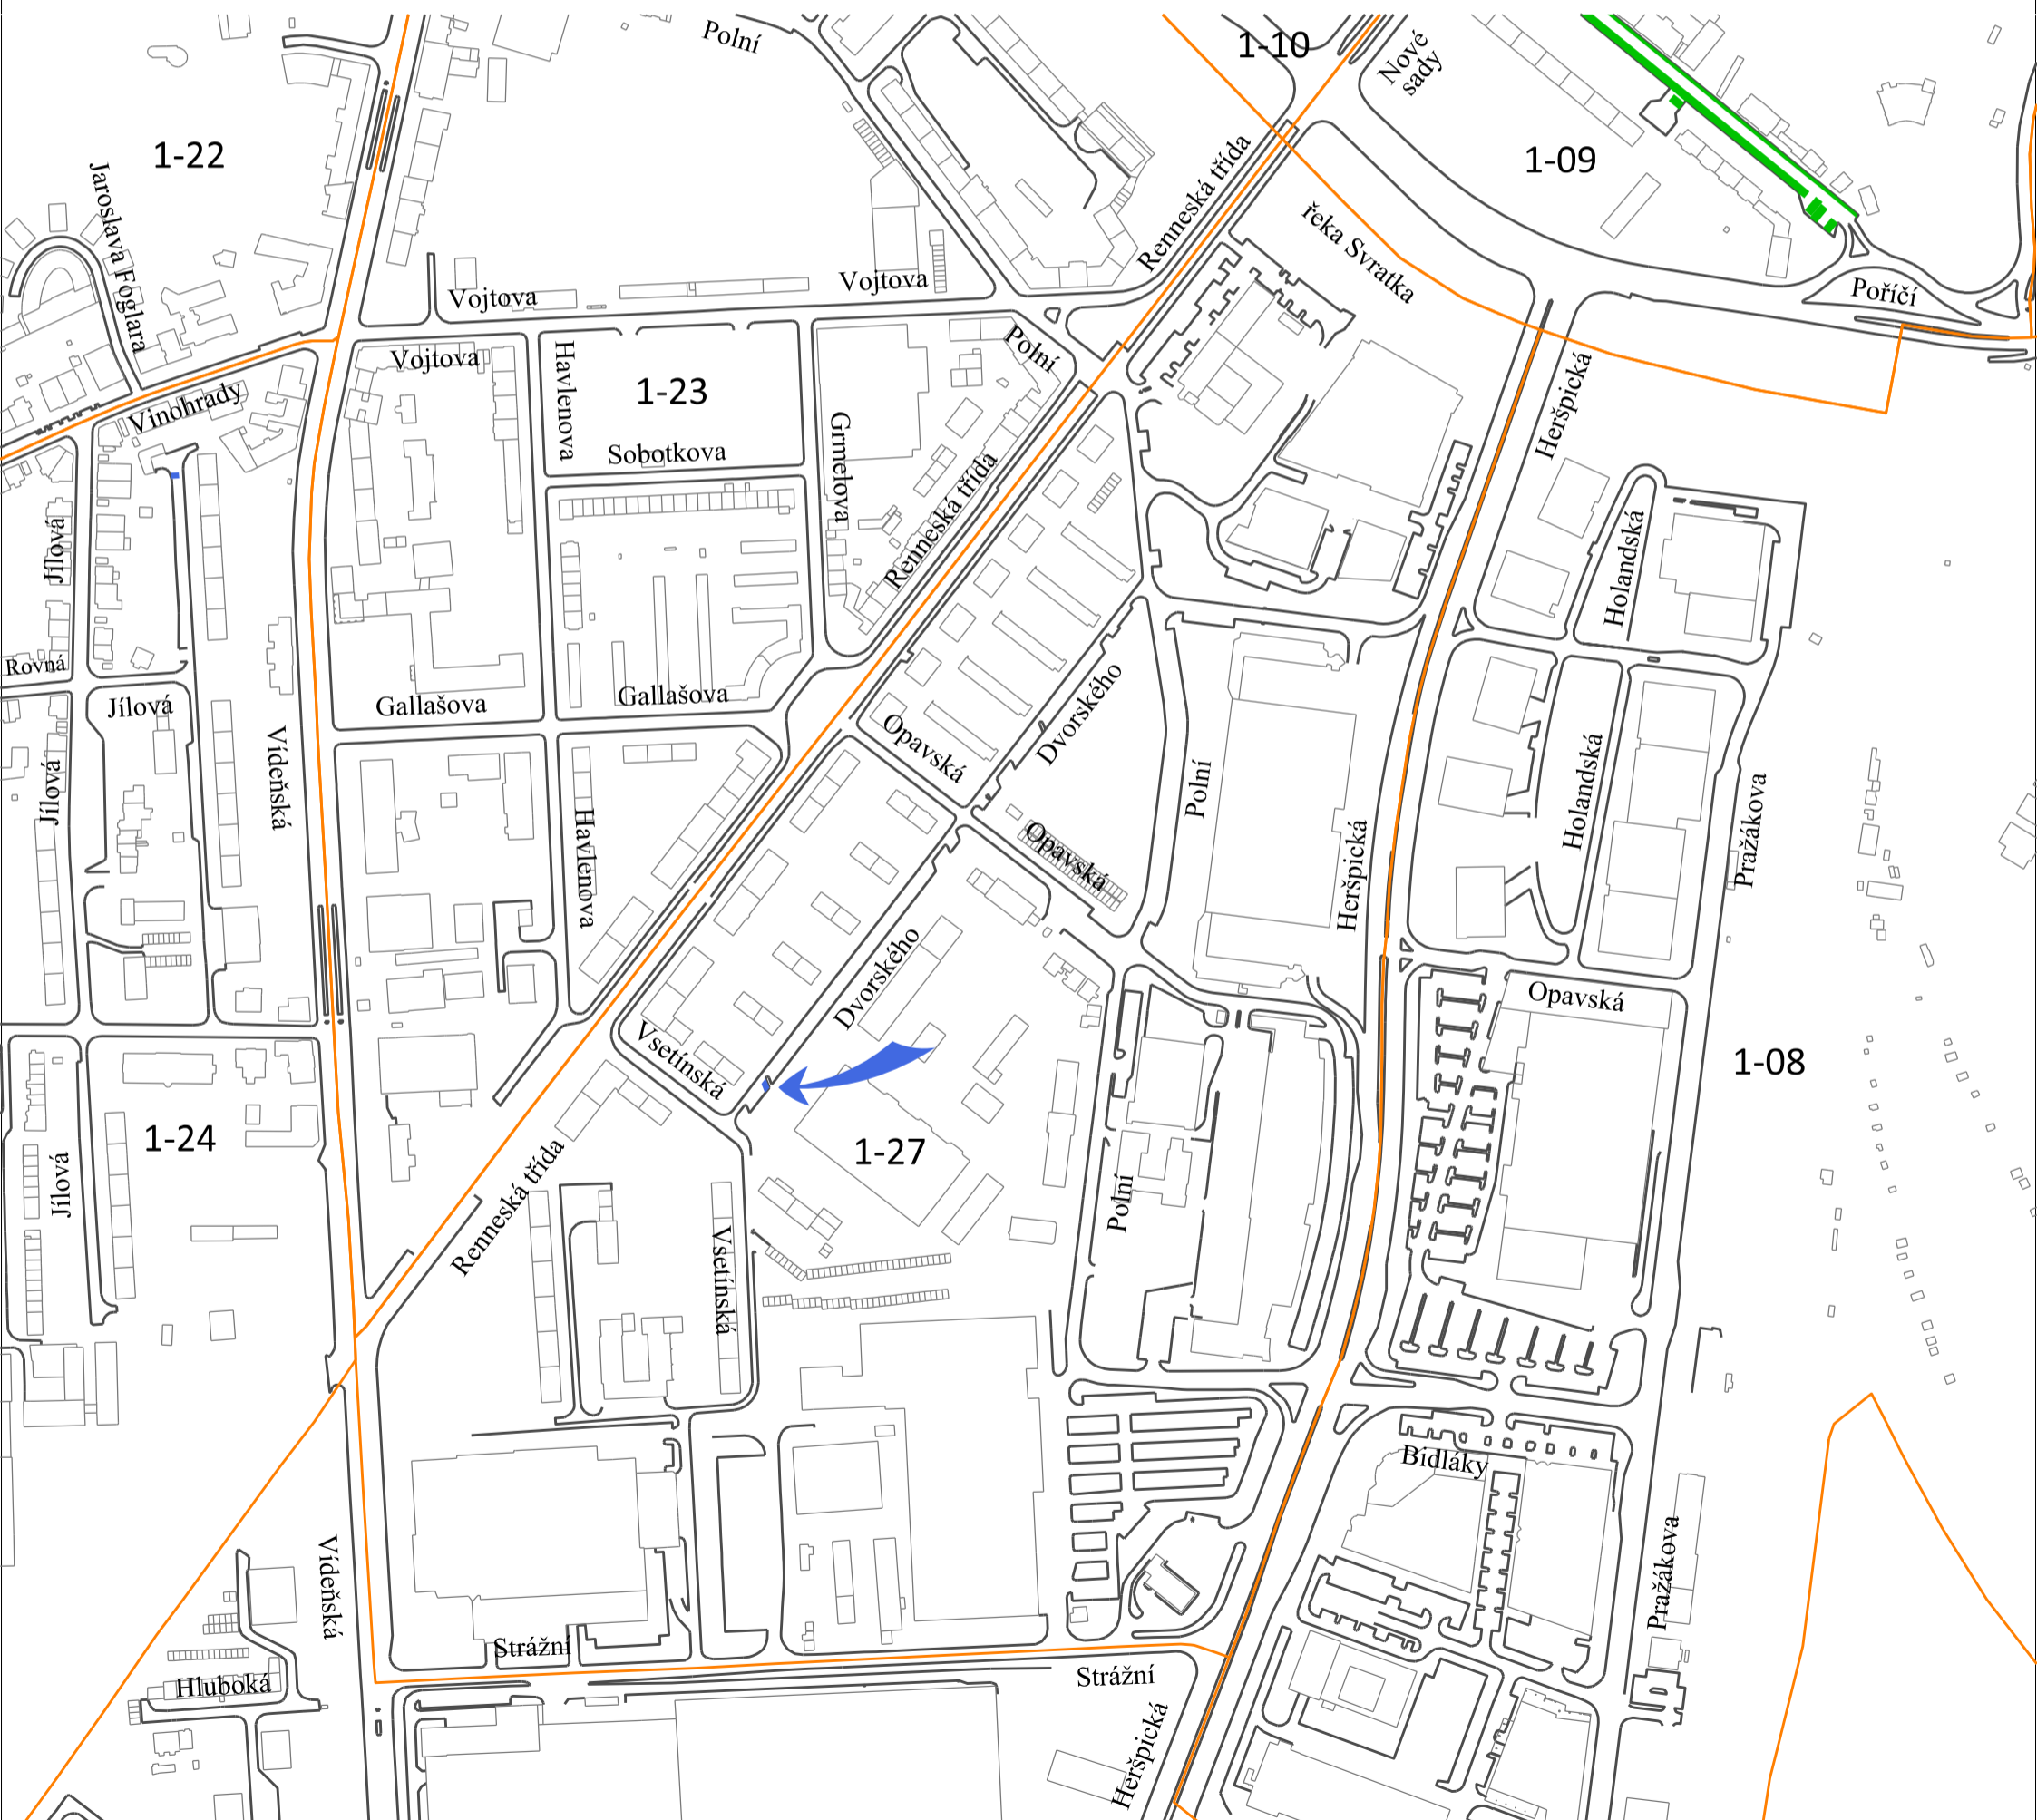 Polní
1-10
Nové
sady
1-22
1-09
Jaroslava Foglara
Renneská třída
řeka Svratka
Vojtova
Vojtova
Poříčí
Vojtova
Havlenova
Polní
1-23
Heršpická
Vinohrady
Grmelova
Sobotkova
Renneská třída
Jílová
Holandská
Rovná
Jílová
Gallašova
Gallašova
Dvorského
Opavská
Vídeňská
Jílová
Polní
Holandská
Pražákova
Havlenova
Opavská
Heršpická
Dvorského
Opavská
Vsetínská
1-08
1-24
1-27
Jílová
Renneská třída
Polní
Vsetínská
Bidláky
Vídeňská
Pražákova
Strážní
Strážní
Hluboká
Heršpická